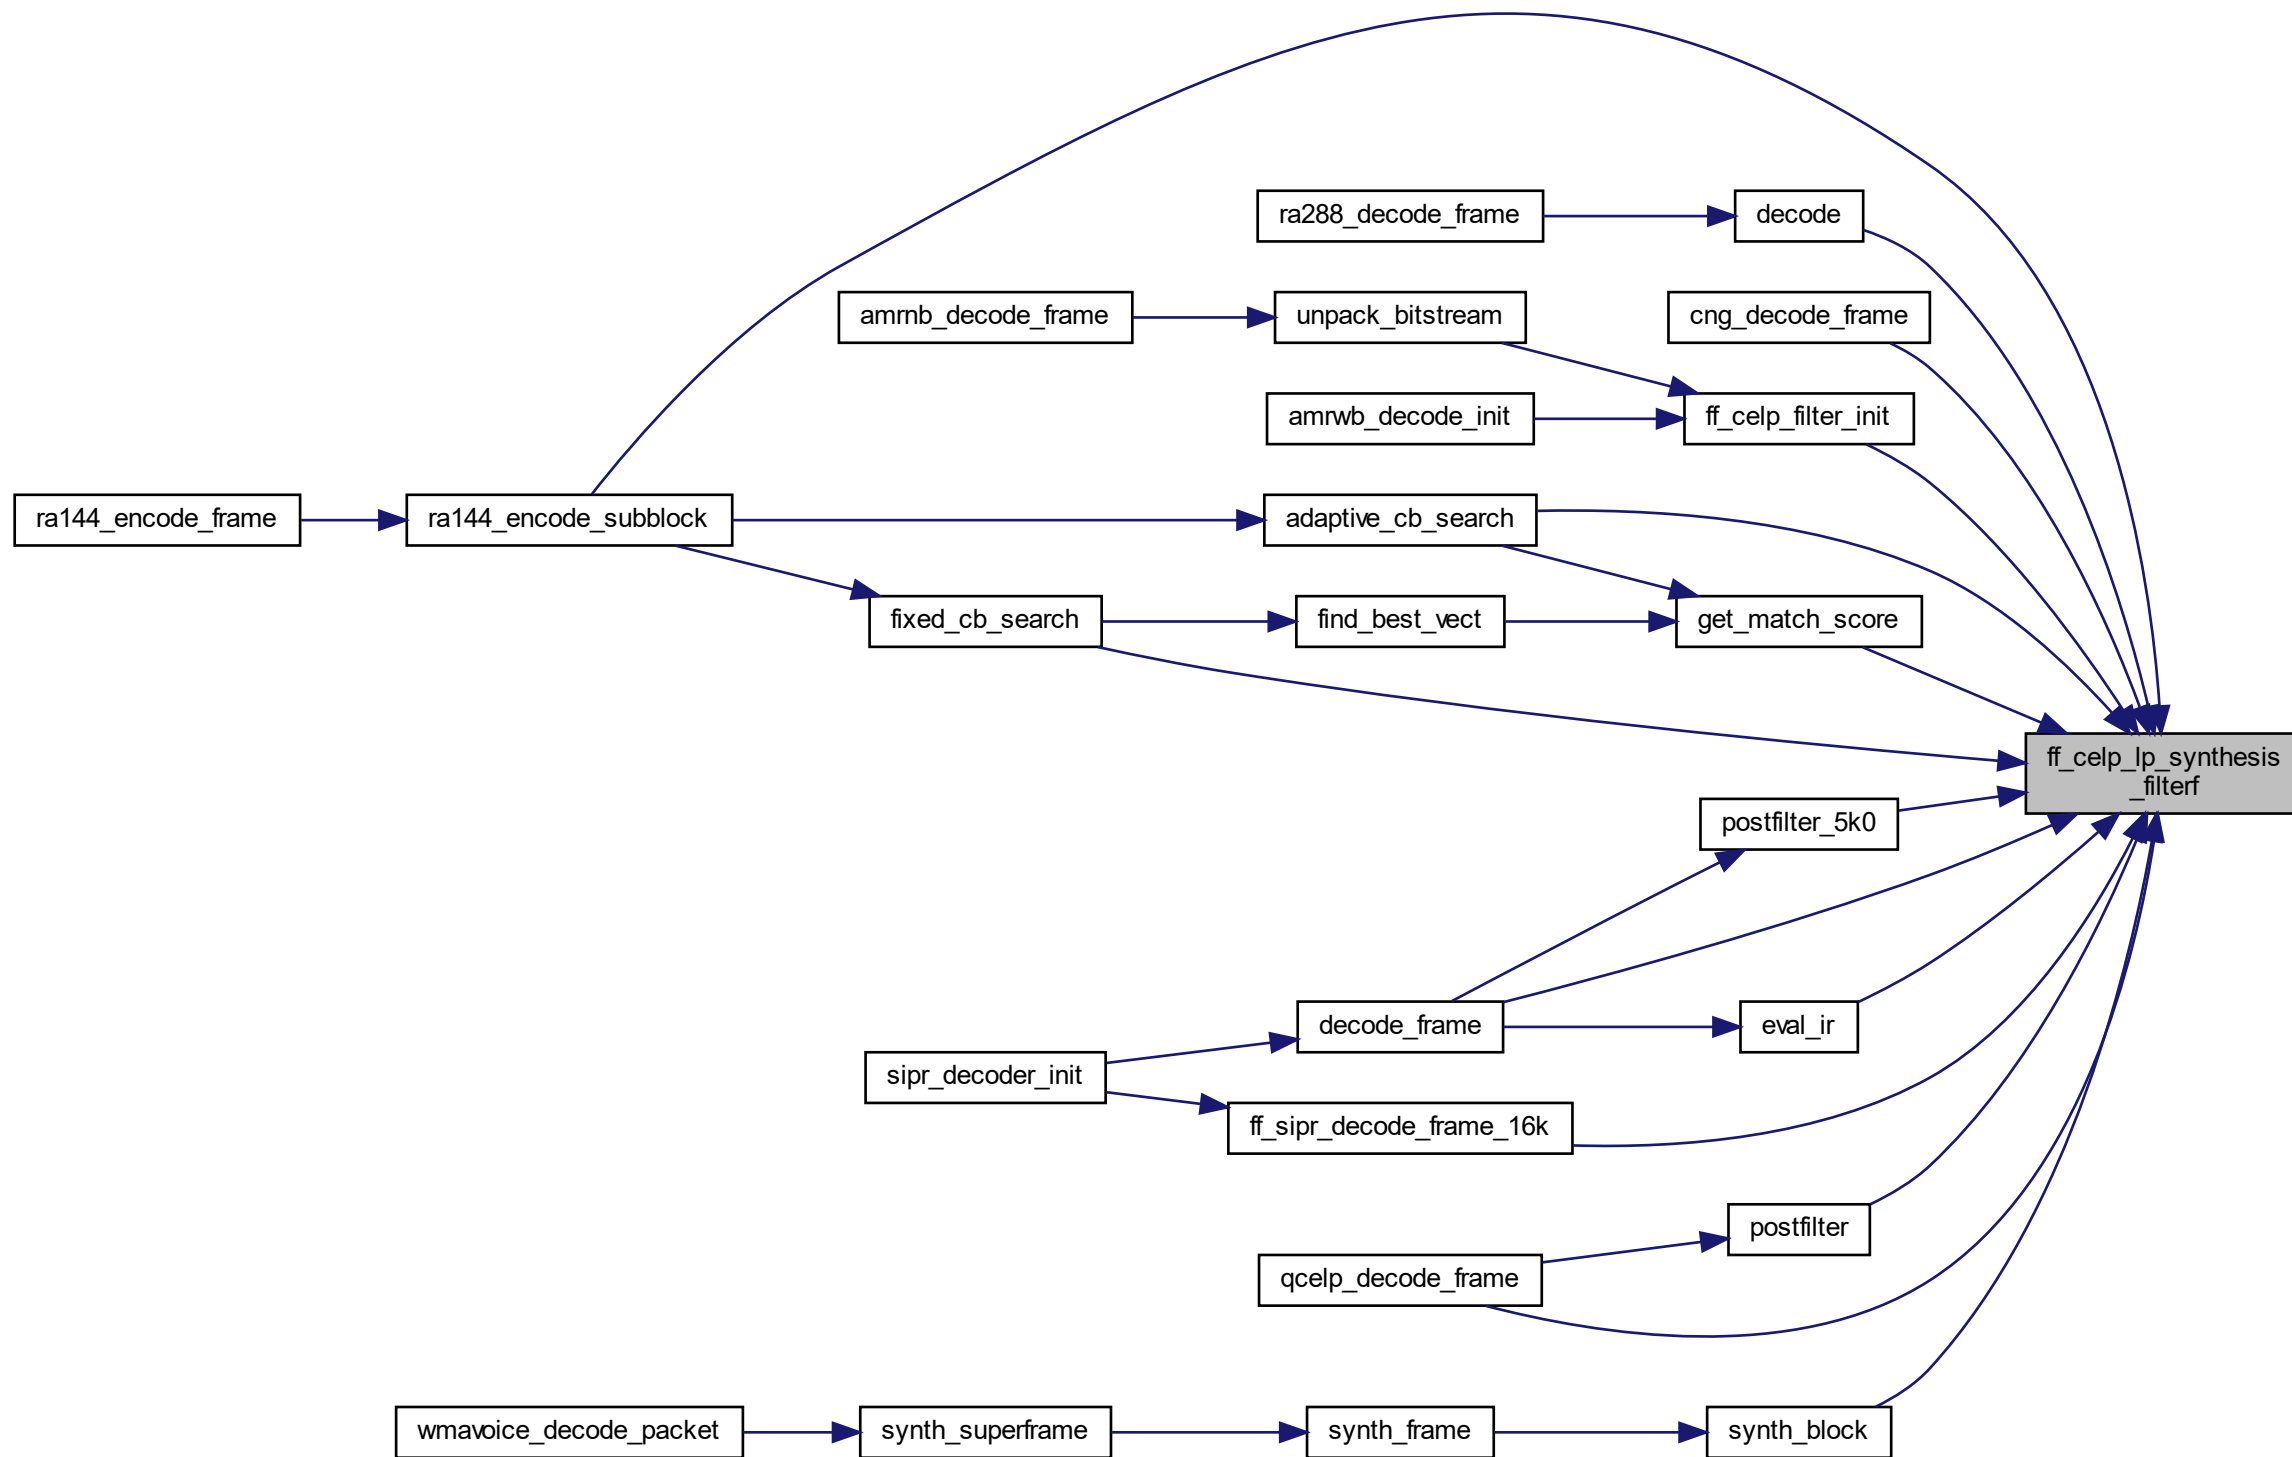 ra288_decode_frame
decode
amrnb_decode_frame
unpack_bitstream
cng_decode_frame
amrwb_decode_init
ff_celp_filter_init
ra144_encode_frame
ra144_encode_subblock
adaptive_cb_search
fixed_cb_search
find_best_vect
get_match_score
ff_celp_lp_synthesis
_filterf
postfilter_5k0
decode_frame
eval_ir
sipr_decoder_init
ff_sipr_decode_frame_16k
postfilter
qcelp_decode_frame
wmavoice_decode_packet
synth_superframe
synth_frame
synth_block